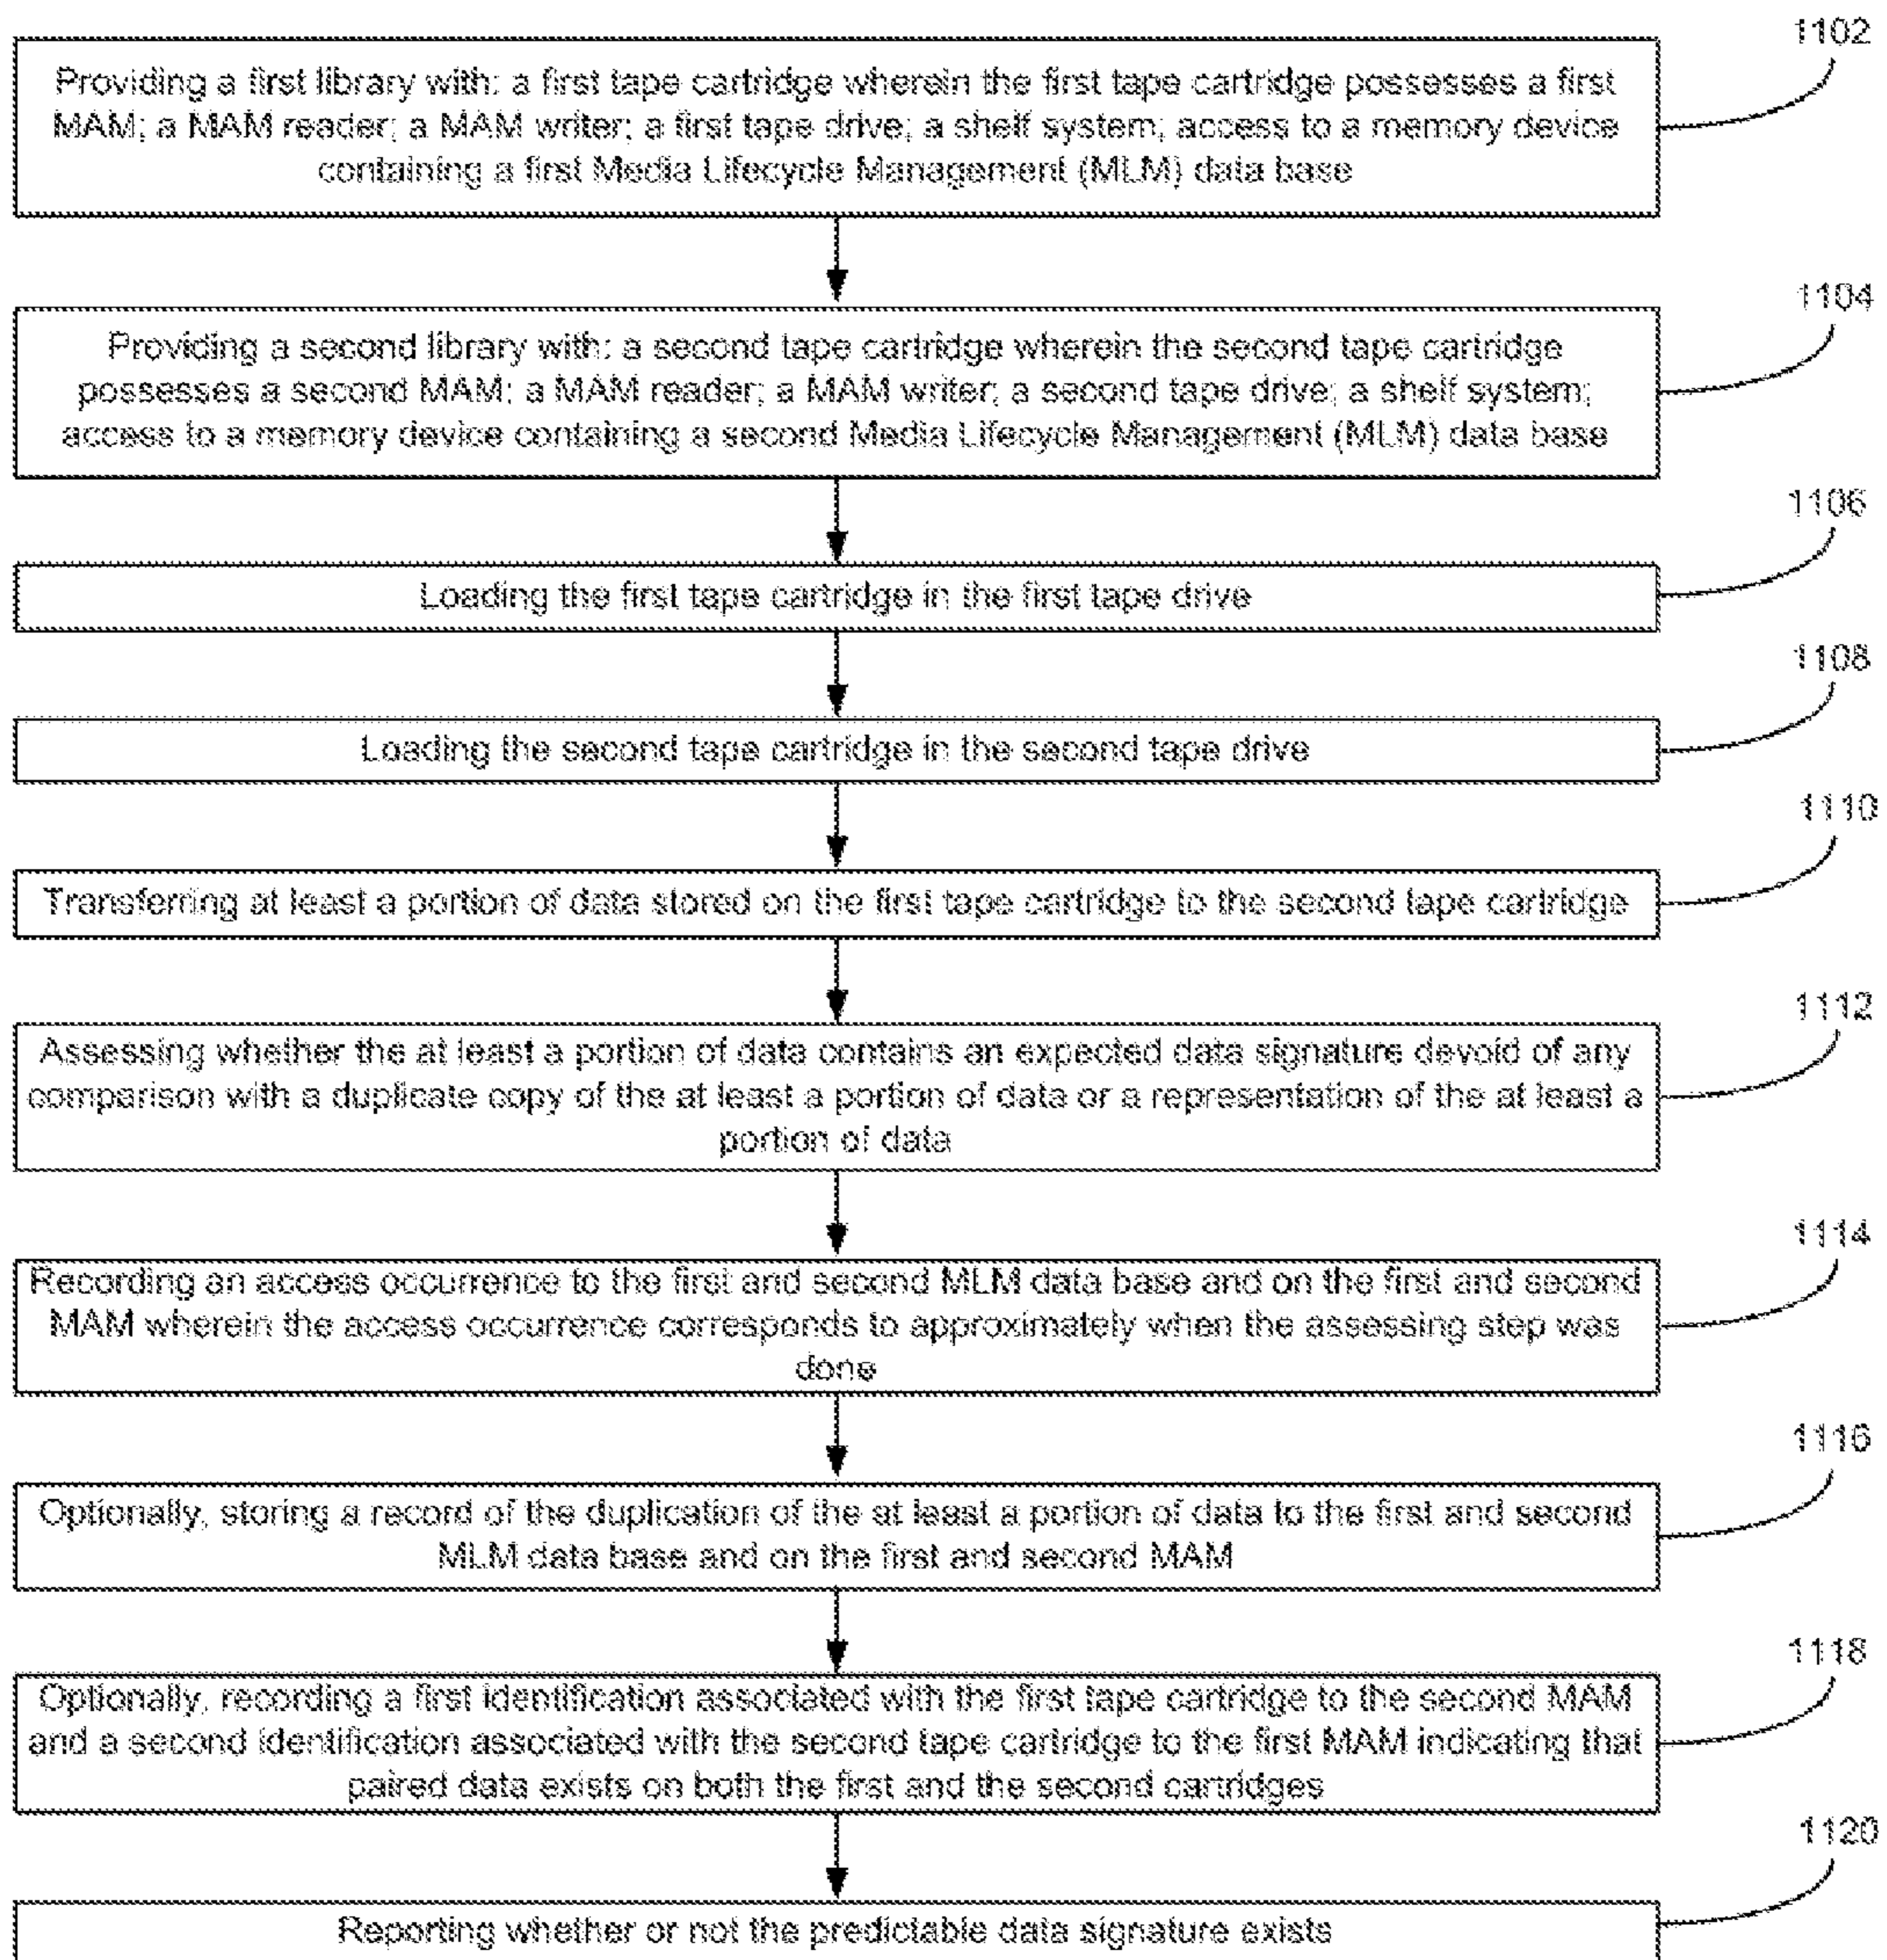 1102
Providing a first library with: a first tape cartridge wherein the first tape cartridge possesses a first
MAM; a MAM reader; a MAM writer; a first tape drive; a shelf system; access to a memory device
containing a first Media Lifecycle Management (MLM) data base
1104
Providing a second library with: a second tape cartridge wherein the second tape cartridge
possesses a second MAM; a MAM reader; a MAM writer; a second tape drive; a shelf system;
access to a memory device containing a second Media Lifecycle Management (MLM) data base
1106
Loading the first tape cartridge in the first tape drive
1108
Loading the second tape cartridge in the second tape drive
1110
Transferring at least a portion of data stored on the first tape cartridge to the second tape cartridge
1112
Assessing whether the at least a portion of data contains an expected data signature devoid of any
comparison with a duplicate copy of the at least a portion of data or a representation of the at least a
portion of data
1114
Recording an access occurrence to the first and second MLM data base and on the first and second
MAM wherein the access occurrence corresponds to approximately when the assessing step was
done
1116
Optionally, storing a record of the duplication of the at least a portion of data to the first and second
MLM data base and on the first and second MAM
1118
Optionally, recording a first identification associated with the first tape cartridge to the second MAM
and a second identification associated with the second tape cartridge to the first MAM indicating that
paired data exists on both the first and the second cartridges
1120
Reporting whether or not the predictable data signature exists